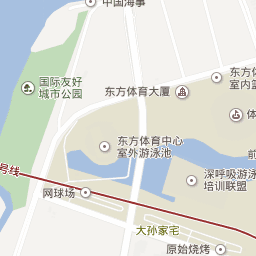 中国海事
国际友好
城市公园
东方体育大厦
东方体
室内篮
体
东方体育中心
室外游泳池
前
深呼吸游泳
培训联盟
号线
网球场
大孙家宅
原始烧烤